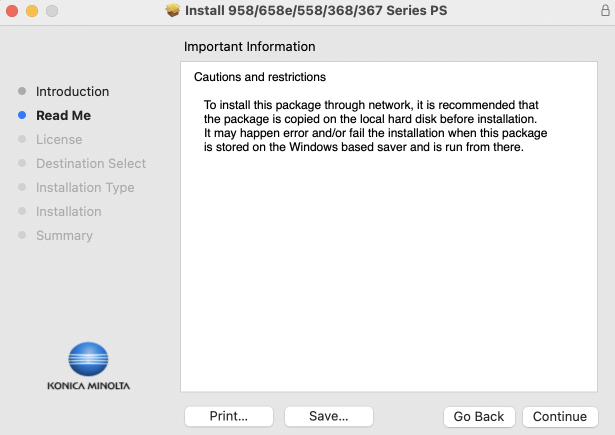 Install 958/658e/558/368/367 Series PS
Important Information
Introduction
Read Me
License
Destination Select
Installation Type
Installation
Summary
Cautions and restrictions
To install this package through network, it is recommended that
the package is copied on the local hard disk before installation.
It may happen error and/or fail the installation when this package
is stored on the Windows based saver and is run from there.
KONICA MINOLTA
Print...
Save...
Go Back
Continue